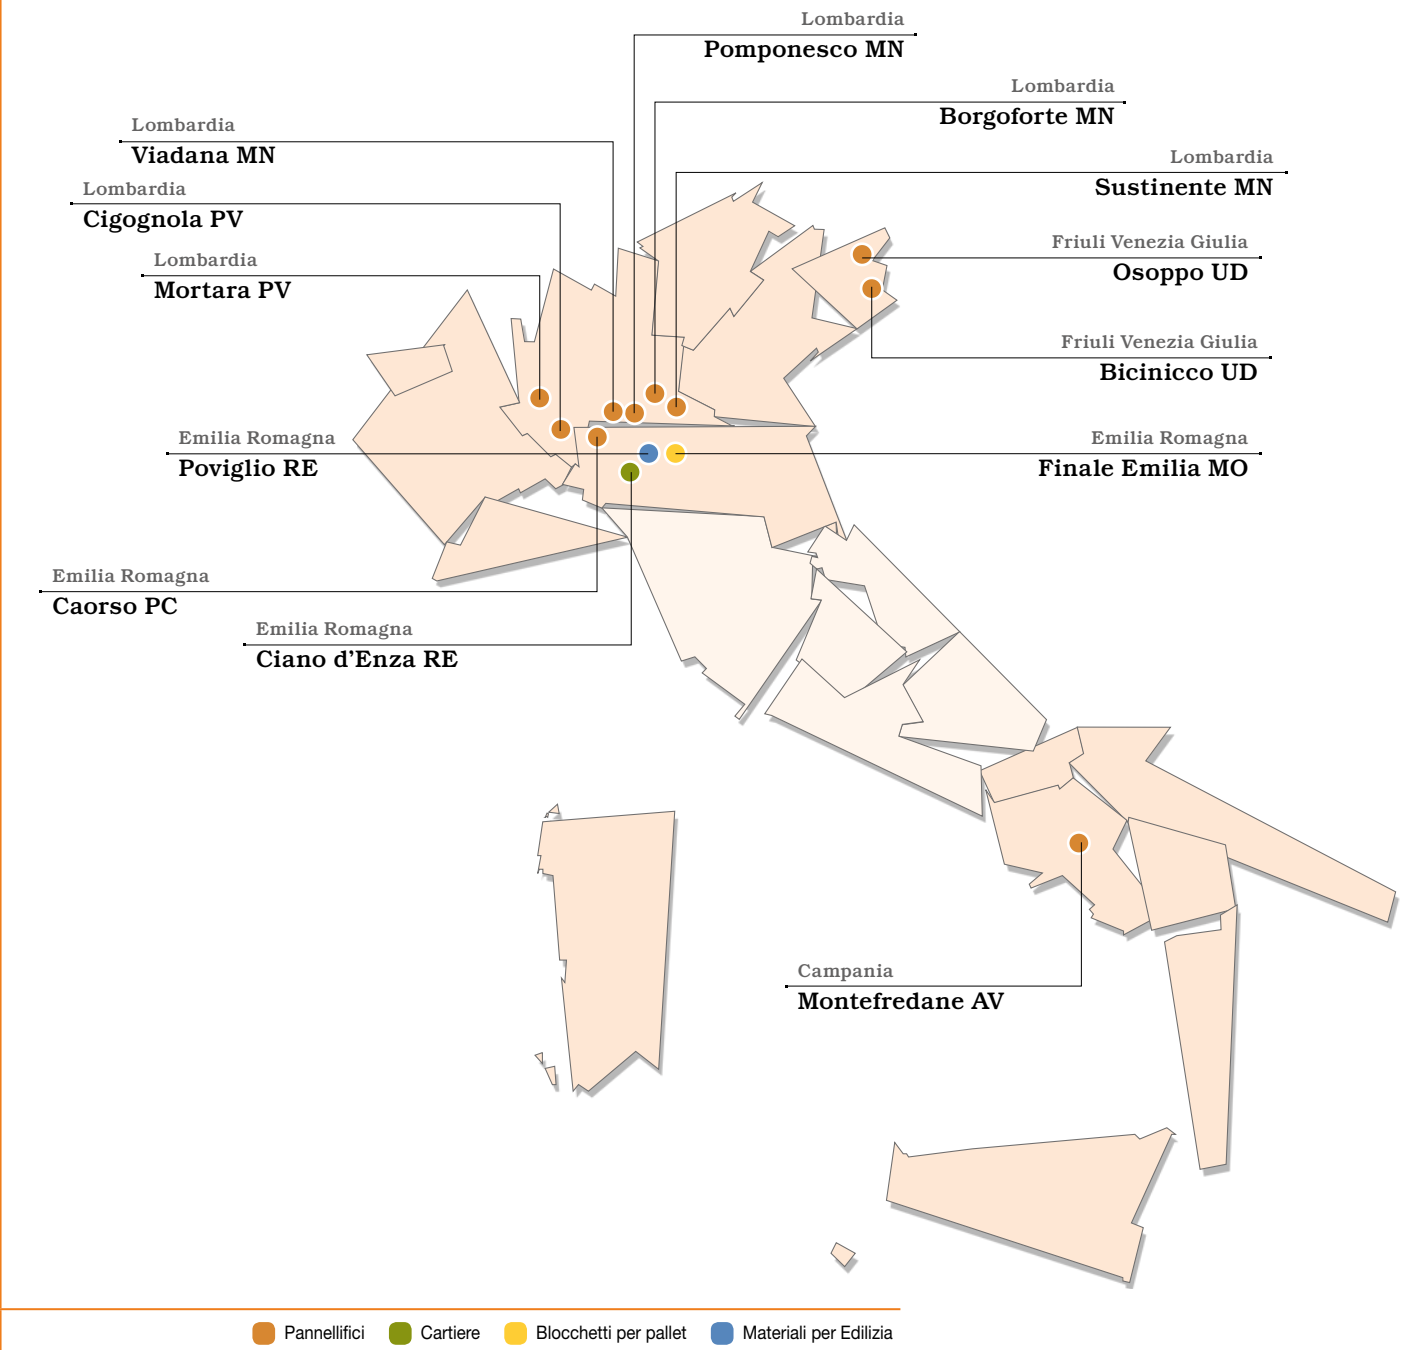 Lombardia
Pomponesco MN
Lombardia
Borgoforte MN
Lombardia
Viadana MN
Lombardia
Sustinente MN
Lombardia
Cigognola PV
Friuli Venezia Giulia
Osoppo UD
Lombardia
Mortara PV
Friuli Venezia Giulia
Bicinicco UD
Emilia Romagna
Poviglio RE
Emilia Romagna
Finale Emilia MO
Emilia Romagna
Caorso PC
Emilia Romagna
Ciano d’Enza RE
Campania
Montefredane AV
Pannellifici
Cartiere
Blocchetti per pallet
Materiali per Edilizia